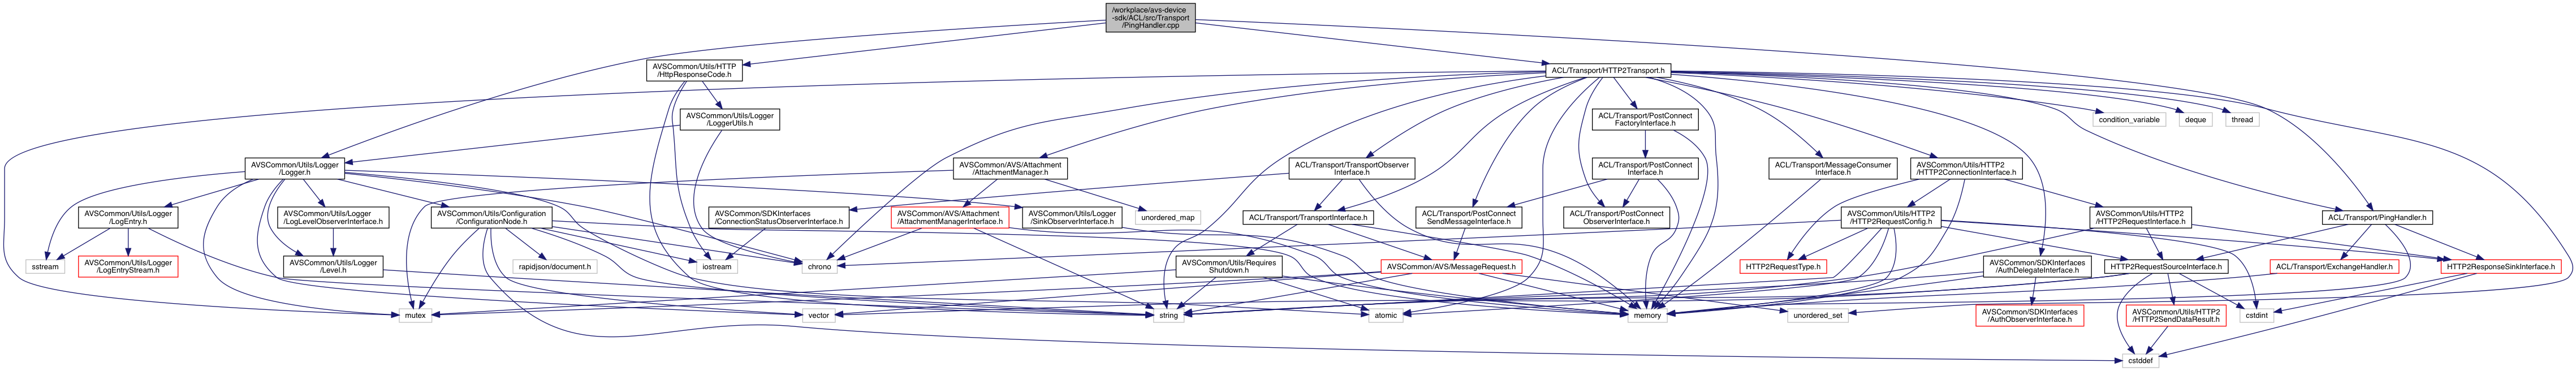 /workplace/avs-device
-sdk/ACL/src/Transport
/PingHandler.cpp
AVSCommon/Utils/HTTP
/HttpResponseCode.h
ACL/Transport/HTTP2Transport.h
AVSCommon/Utils/Logger
/LoggerUtils.h
ACL/Transport/PostConnect
FactoryInterface.h
condition_variable
deque
thread
AVSCommon/Utils/Logger
/Logger.h
AVSCommon/AVS/Attachment
/AttachmentManager.h
ACL/Transport/TransportObserver
Interface.h
ACL/Transport/PostConnect
Interface.h
ACL/Transport/MessageConsumer
Interface.h
AVSCommon/Utils/HTTP2
/HTTP2ConnectionInterface.h
AVSCommon/Utils/Logger
/LogEntry.h
AVSCommon/Utils/Logger
/LogLevelObserverInterface.h
AVSCommon/Utils/Configuration
/ConfigurationNode.h
AVSCommon/SDKInterfaces
/ConnectionStatusObserverInterface.h
AVSCommon/AVS/Attachment
/AttachmentManagerInterface.h
AVSCommon/Utils/Logger
/SinkObserverInterface.h
unordered_map
ACL/Transport/TransportInterface.h
ACL/Transport/PostConnect
SendMessageInterface.h
ACL/Transport/PostConnect
ObserverInterface.h
AVSCommon/Utils/HTTP2
/HTTP2RequestConfig.h
AVSCommon/Utils/HTTP2
/HTTP2RequestInterface.h
ACL/Transport/PingHandler.h
sstream
AVSCommon/Utils/Logger
/LogEntryStream.h
AVSCommon/Utils/Logger
/Level.h
rapidjson/document.h
iostream
chrono
AVSCommon/Utils/Requires
Shutdown.h
AVSCommon/AVS/MessageRequest.h
HTTP2RequestType.h
AVSCommon/SDKInterfaces
/AuthDelegateInterface.h
HTTP2RequestSourceInterface.h
ACL/Transport/ExchangeHandler.h
HTTP2ResponseSinkInterface.h
mutex
vector
string
atomic
memory
unordered_set
AVSCommon/SDKInterfaces
/AuthObserverInterface.h
AVSCommon/Utils/HTTP2
/HTTP2SendDataResult.h
cstdint
cstddef